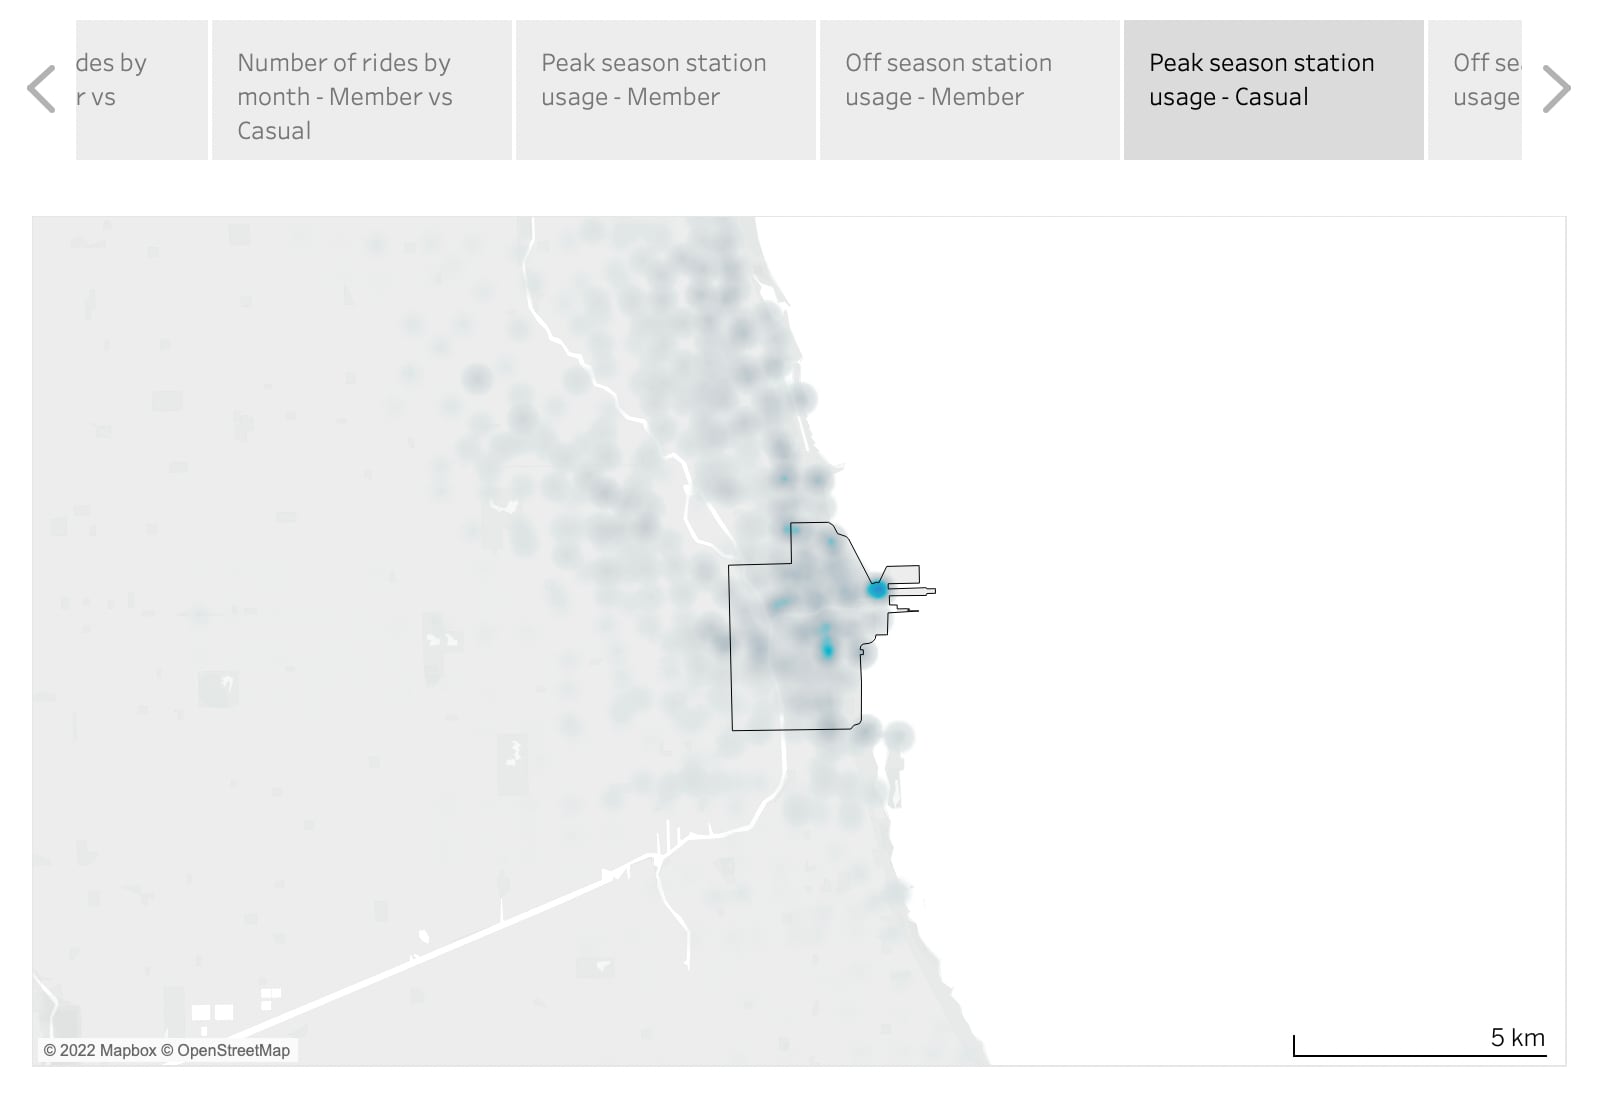 des by
r vs
Number of rides by
month - Member vs
Casual
Peak season station
usage - Member
Off season station
usage - Member
Peak season station
usage - Casual
Off sea
usage
5 km
© 2022 Mapbox © OpenStreetMap